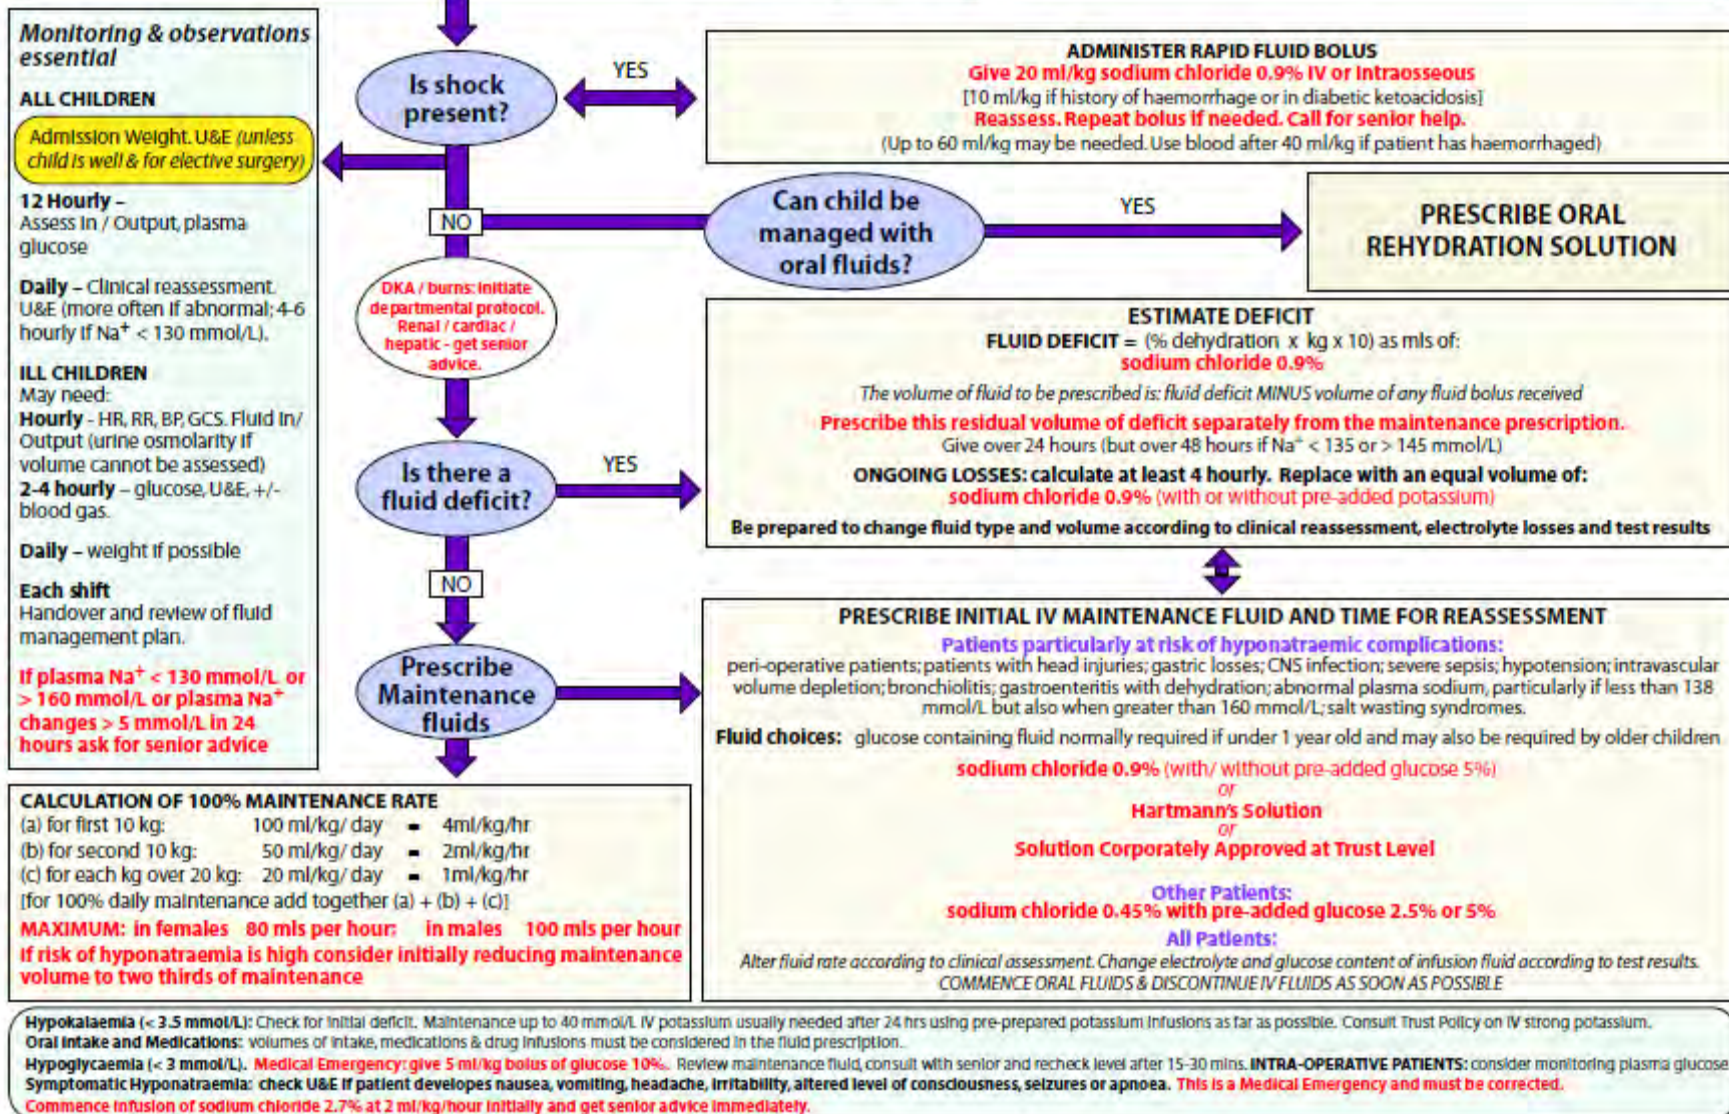 Monitoring & observations
essential
ALL CHILDREN
Admission Weight. U&E (unless
child is well & for elective surgery)
12 Hourly –
Assess In / Output, plasma
glucose
Daily – Clinical reassessment.
U&E (more often if abnormal; 4-6
hourly if Na+ < 130 mmol/L).
ILL CHILDREN
May need:
Hourly - HR, RR, BP, GCS. Fluid In/
Output (urine osmolarity if
volume cannot be assessed)
2-4 hourly – glucose, U&E, +/-
blood gas.
Daily – weight if possible
Each shift
Handover and review of fluid
management plan.
If plasma Na+ < 130 mmol/L or
> 160 mmol/L or plasma Na+
changes > 5 mmol/L in 24
hours ask for senior advice
Is shock
present?
YES
ADMINISTER RAPID FLUID BOLUS
Give 20 ml/kg sodium chloride 0.9% IV or Intraosseous
[10 ml/kg if history of haemorrhage or in diabetic ketoacidosis]
Reassess. Repeat bolus if needed. Call for senior help.
(Up to 60 ml/kg may be needed. Use blood after 40 ml/kg if patient has haemorrhaged)
NO
Can child be
managed with
oral fluids?
YES
PRESCRIBE ORAL
REHYDRATION SOLUTION
DKA / burns: initiate
departmental protocol.
Renal / cardiac /
hepatic - get senior
advice.
Is there a
fluid deficit?
YES
ESTIMATE DEFICIT
FLUID DEFICIT = (% dehydration x kg x 10) as mls of:
sodium chloride 0.9%
The volume of fluid to be prescribed is: fluid deficit MINUS volume of any fluid bolus received
Prescribe this residual volume of deficit separately from the maintenance prescription.
Give over 24 hours (but over 48 hours if Na+ < 135 or > 145 mmol/L)
ONGOING LOSSES: calculate at least 4 hourly. Replace with an equal volume of:
sodium chloride 0.9% (with or without pre-added potassium)
Be prepared to change fluid type and volume according to clinical reassessment, electrolyte losses and test results
NO
Prescribe
Maintenance
fluids
PRESCRIBE INITIAL IV MAINTENANCE FLUID AND TIME FOR REASSESSMENT
Patients particularly at risk of hyponatraemic complications:
peri-operative patients; patients with head injuries; gastric losses; CNS infection; severe sepsis; hypotension; intravascular
volume depletion; bronchiolitis; gastroenteritis with dehydration; abnormal plasma sodium, particularly if less than 138
mmol/L but also when greater than 160 mmol/L; salt wasting syndromes.
Fluid choices: glucose containing fluid normally required if under 1 year old and may also be required by older children
sodium chloride 0.9% (with/ without pre-added glucose 5%)
or
Hartmann's Solution
or
Solution Corporately Approved at Trust Level
Other Patients:
sodium chloride 0.45% with pre-added glucose 2.5% or 5%
All Patients:
Alter fluid rate according to clinical assessment. Change electrolyte and glucose content of infusion fluid according to test results.
COMMENCE ORAL FLUIDS & DISCONTINUE IV FLUIDS AS SOON AS POSSIBLE
CALCULATION OF 100% MAINTENANCE RATE
(a) for first 10 kg: 100 ml/kg/ day = 4ml/kg/hr
(b) for second 10 kg: 50 ml/kg/ day = 2ml/kg/hr
(c) for each kg over 20 kg: 20 ml/kg/ day = 1ml/kg/hr
[for 100% daily maintenance add together (a) + (b) + (c)]
MAXIMUM: in females 80 mls per hour; in males 100 mls per hour
If risk of hyponatraemia is high consider initially reducing maintenance
volume to two thirds of maintenance
Hypokalaemia (< 3.5 mmol/L): Check for initial deficit. Maintenance up to 40 mmol/L IV potassium usually needed after 24 hrs using pre-prepared potassium infusions as far as possible. Consult Trust Policy on IV strong potassium.
Oral intake and Medications: volumes of intake, medications & drug infusions must be considered in the fluid prescription.
Hypoglycaemia (< 3 mmol/L). Medical Emergency: give 5 ml/kg bolus of glucose 10%. Review maintenance fluid, consult with senior and recheck level after 15-30 mins. INTRA-OPERATIVE PATIENTS: consider monitoring plasma glucose
Symptomatic Hyponatraemia: check U&E if patient developes nausea, vomiting, headache, irritability, altered level of consciousness, seizures or apnoea. This is a Medical Emergency and must be corrected.
Commence infusion of sodium chloride 2.7% at 2 ml/kg/hour initially and get senior advice immediately.